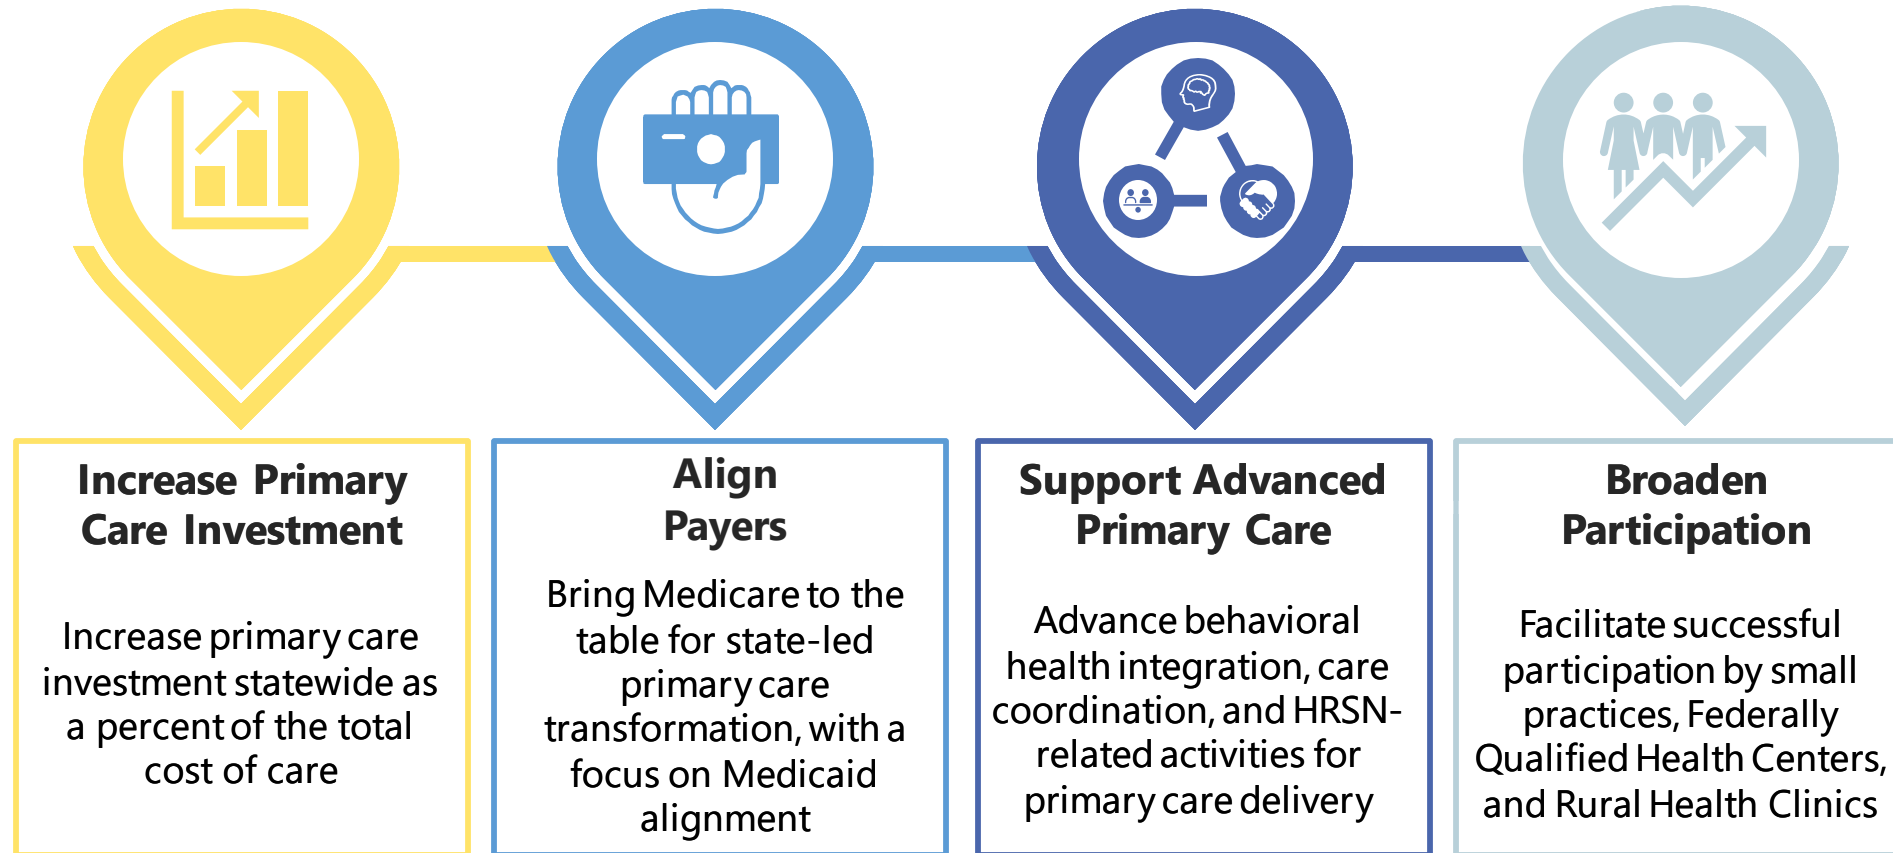 Increase Primary
Care Investment
Increase primary care
investment statewide as
a percent of the total
cost of care
Align
Payers
Bring Medicare to the
table for state-led
primary care
transformation, with a
focus on Medicaid
alignment
Support Advanced
Primary Care
Advance behavioral
health integration, care
coordination, and HRSN-
related activities for
primary care delivery
Broaden
Participation
Facilitate successful
participation by small
practices, Federally
Qualified Health Centers,
and Rural Health Clinics